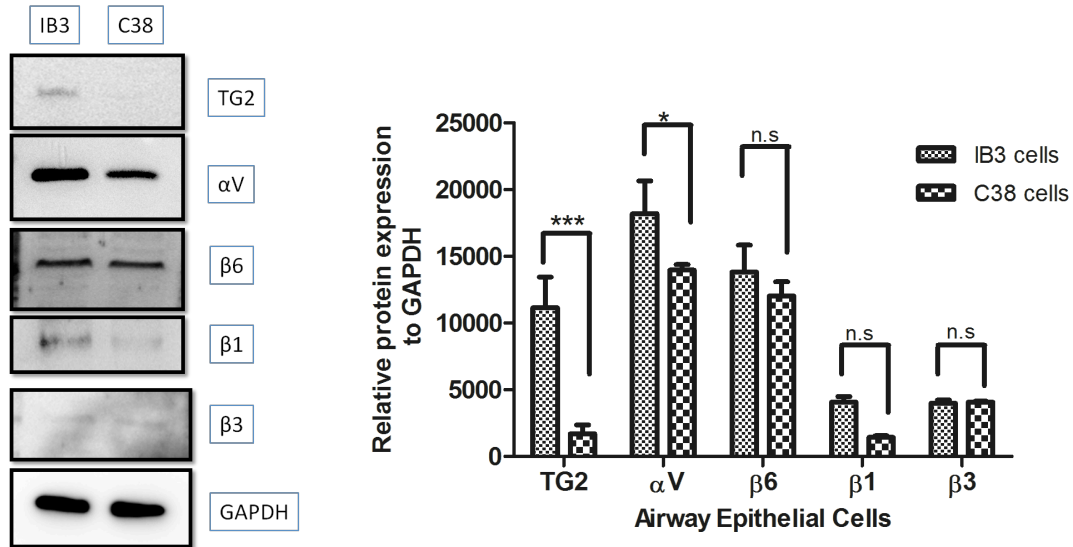 IB3 C38
TG2
αV
β6
β1
β3
GAPDH
Relative protein expression
to GAPDH
25000
20000
15000
10000
5000
0
***
*
n.s
n.s
n.s
IB3 cells
C38 cells
TG2 αV β6 β1 β3
Airway Epithelial Cells